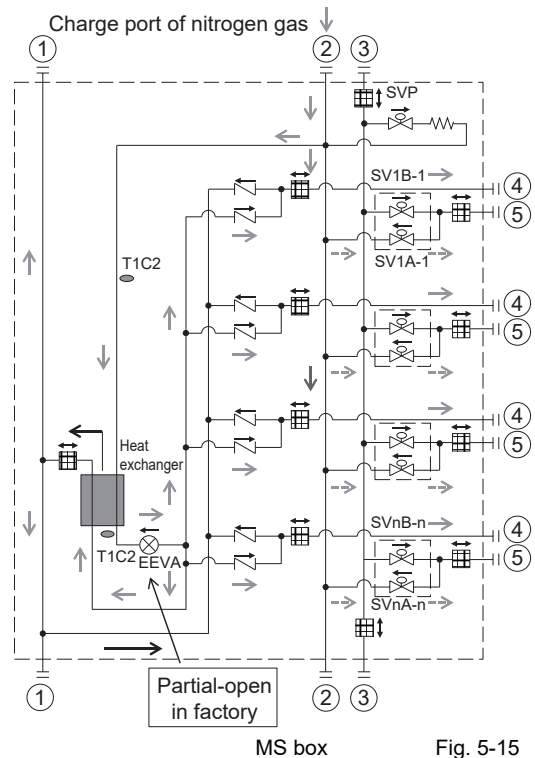 Charge port of nitrogen gas
1
2
3
SVP
SV1B-1
4
5
SV1A-1
T1C2
4
5
4
5
Heat
exchanger
SVnB-n
4
T1C2
EEVA
5
SVnA-n
1
2
3
Partial-open
in factory
MS box
Fig. 5-15